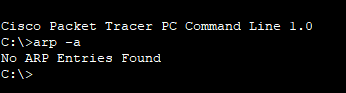 Cisco Packet Tracer PC Command Line 1.0
C:\>arp -a
No ARP Entries Found
C:\>